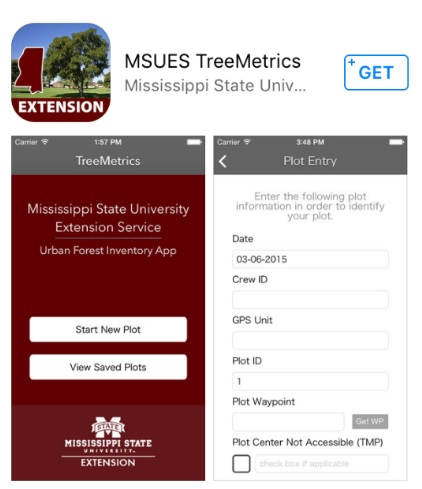 MSUES TreeMetrics
Mississippi State Univ...
+ GET
EXTENSION
Carrier 1:57 PM
TreeMetrics
Mississippi State University
Extension Service
Urban Forest Inventory App
Start New Plot
View Saved Plots
STATE
MISSISSIPPI STATE
UNIVERSITY™
EXTENSION
Carrier 3:48 PM
Plot Entry
Enter the following plot
information in order to identify
your plot.
Date
03-06-2015
Crew ID
GPS Unit
Plot ID
1
Plot Waypoint
Get WP
Plot Center Not Accessible (TMP)
check box if applicable